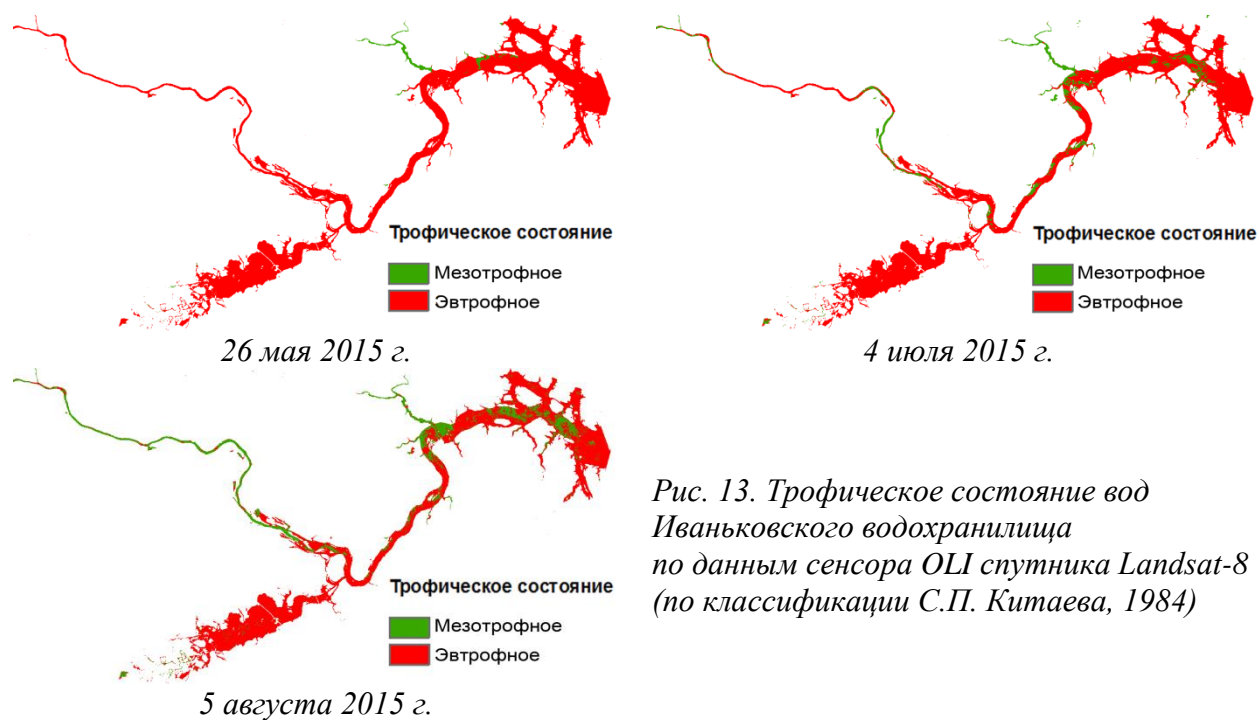 Трофическое состояние
Мезотрофное
Эвтрофное
26 мая 2015 г.
Трофическое состояние
Мезотрофное
Эвтрофное
4 июля 2015 г.
Трофическое состояние
Мезотрофное
Эвтрофное
5 августа 2015 г.
Рис. 13. Трофическое состояние вод
Иваньковского водохранилища
по данным сенсора OLI спутника Landsat-8
(по классификации С.П. Китаева, 1984)